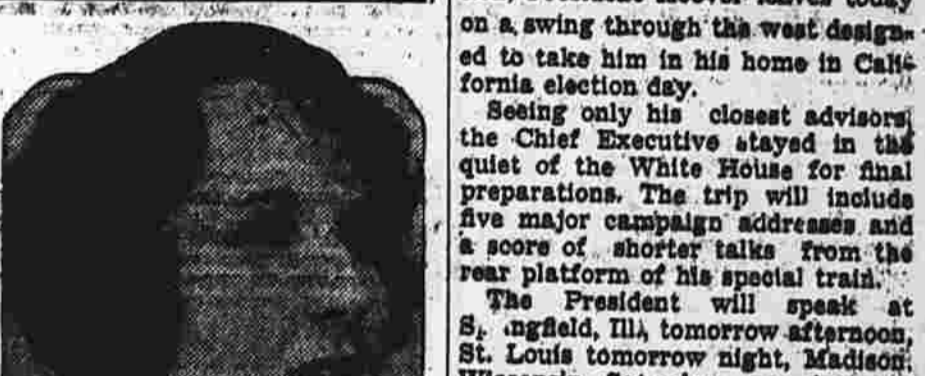 today
on a swing through the west design-
ed to take him in his home in Cali-
fornia election day.
Seeing only his closest advisors,
the Chief Executive stayed in the
quiet of the White House for final
preparations. The trip will include
five major campaign addresses and
a score of shorter talks from the
rear platform of his special train.
The President will speak at
Ill., tomorrow afternoon,
St. Louis tomorrow night, Madison,